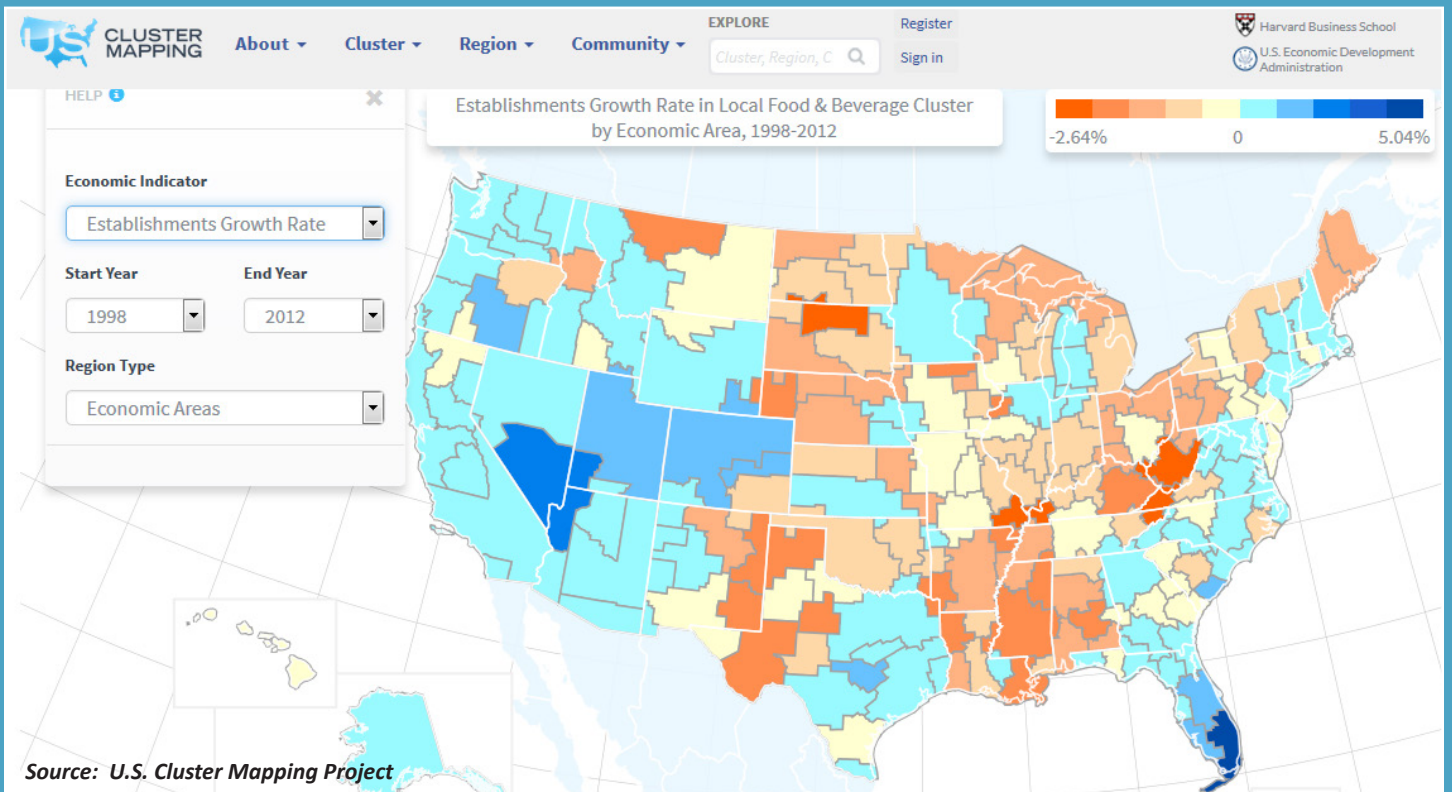 US CLUSTER MAPPING
About
Cluster
Region
Community
EXPLORE
Cluster, Region, C
Register
Sign in
Harvard Business School
U.S. Economic Development
Administration
HELP i
Establishments Growth Rate in Local Food & Beverage Cluster
by Economic Area, 1998-2012
-2.64% 0 5.04%
Economic Indicator
Establishments Growth Rate
Start Year End Year
1998 2012
Region Type
Economic Areas
Source: U.S. Cluster Mapping Project